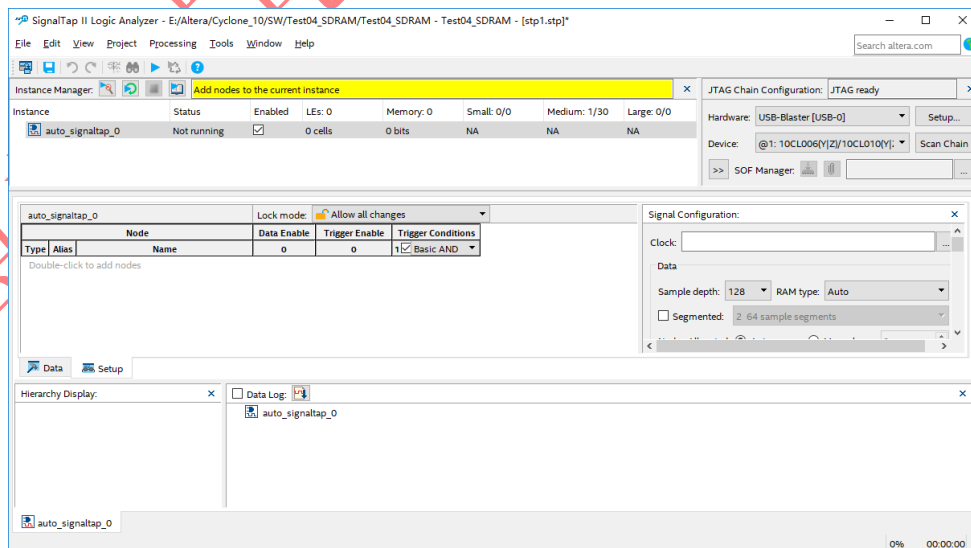 SignalTap II Logic Analyzer - E:/Altera/Cyclone_10/SW/Test04_SDRAM/Test04_SDRAM - Test04_SDRAM - [stp1.stp]*
File Edit View Project Processing Tools Window Help
Search altera.com
Instance Manager: Add nodes to the current instance
JTAG Chain Configuration: JTAG ready
Instance Status Enabled LEs: 0 Memory: 0 Small: 0/0 Medium: 1/30 Large: 0/0
auto_signaltap_0 Not running 0 cells 0 bits NA NA NA
Hardware: USB-Blaster [USB-0] Setup...
Device: @1: 10CL006(Y|Z)/10CL010(Y|Z Scan Chain
>> SOF Manager: ...
auto_signaltap_0 Lock mode: Allow all changes
Node Data Enable Trigger Enable Trigger Conditions
Type Alias Name 0 0 1 Basic AND
Double-click to add nodes
Signal Configuration:
Clock: ...
Data
Sample depth: 128 RAM type: Auto
Segmented: 2 64 sample segments
Data Setup
Hierarchy Display:
Data Log:
auto_signaltap_0
auto_signaltap_0
0% 00:00:00